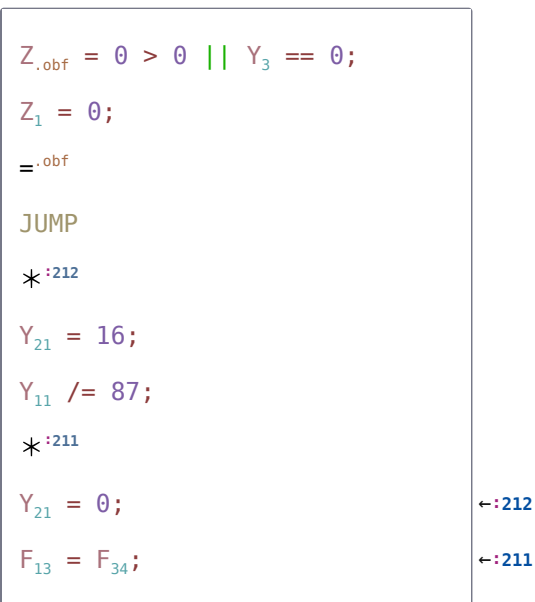 Z.obf = 0 > 0 || Y3 == 0;
Z1 = 0;
=.obf
JUMP
*:212
Y21 = 16;
Y11 /= 87;
*:211
Y21 = 0; ←:212
F13 = F34; ←:211